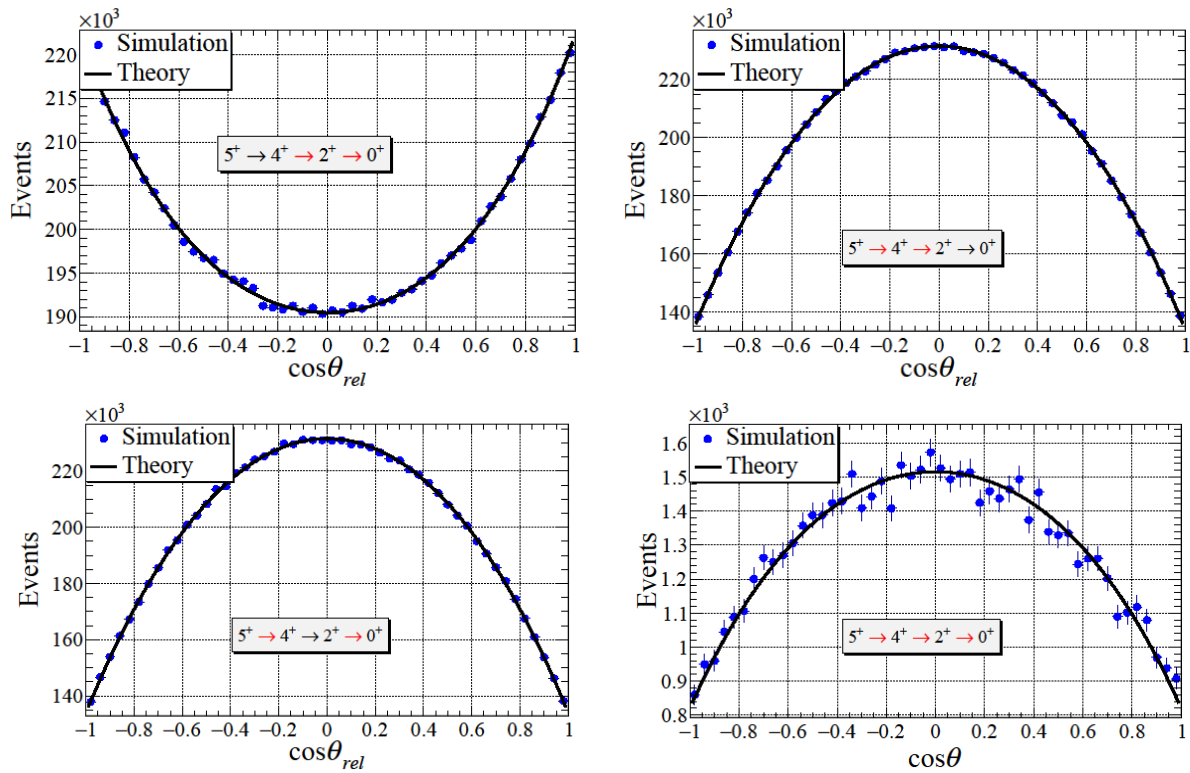 ×10³
Simulation
Theory
220
215
210
205
200
195
190
Events
5⁺ → 4⁺ → 2⁺ → 0⁺
−1 −0.8 −0.6 −0.4 −0.2 0 0.2 0.4 0.6 0.8 1
cosθ_rel
×10³
Simulation
Theory
220
200
180
160
140
Events
5⁺ → 4⁺ → 2⁺ → 0⁺
−1 −0.8 −0.6 −0.4 −0.2 0 0.2 0.4 0.6 0.8 1
cosθ_rel
×10³
Simulation
Theory
220
200
180
160
140
Events
5⁺ → 4⁺ → 2⁺ → 0⁺
−1 −0.8 −0.6 −0.4 −0.2 0 0.2 0.4 0.6 0.8 1
cosθ_rel
×10³
Simulation
Theory
1.6
1.5
1.4
1.3
1.2
1.1
1
0.9
0.8
Events
5⁺ → 4⁺ → 2⁺ → 0⁺
−1 −0.8 −0.6 −0.4 −0.2 0 0.2 0.4 0.6 0.8 1
cosθ